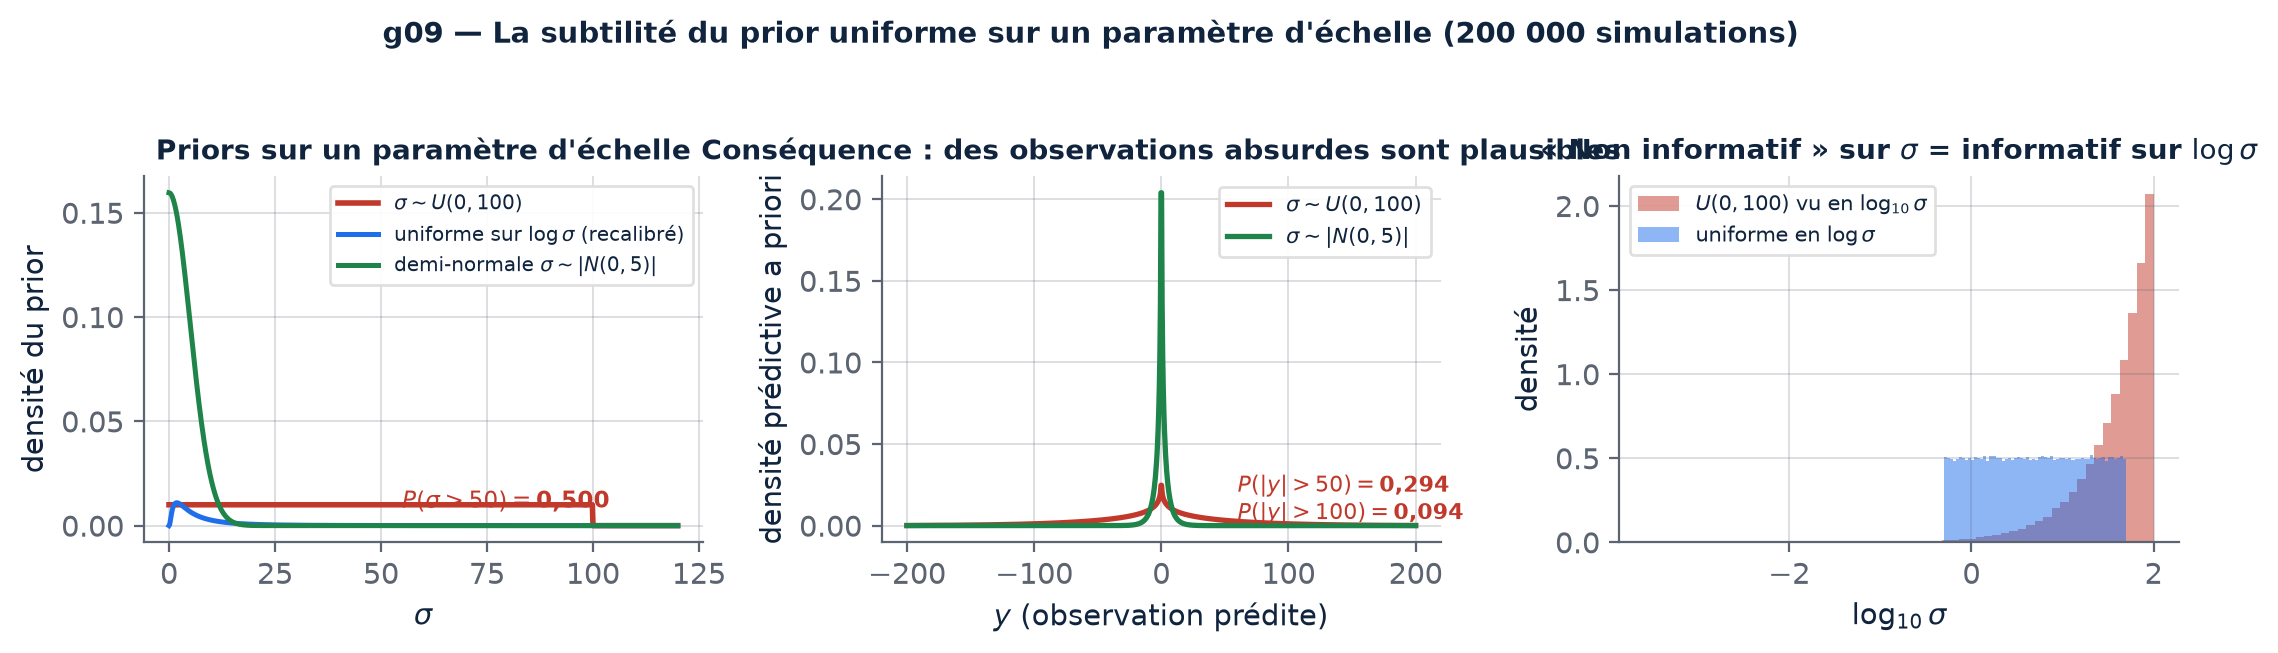 g09 — La subtilité du prior uniforme sur un paramètre d'échelle (200 000 simulations)
Priors sur un paramètre d'échelle
densité du prior
0.15
0.10
0.05
0.00
σ ~ U(0, 100)
uniforme sur log σ (recalibré)
demi-normale σ ~ |N(0, 5)|
P(σ > 50) = 0,500
0 25 50 75 100 125
σ
Conséquence : des observations absurdes sont plausibles
densité prédictive a priori
0.20
0.15
0.10
0.05
0.00
σ ~ U(0, 100)
σ ~ |N(0, 5)|
P(|y| > 50) = 0,294
P(|y| > 100) = 0,094
−200 −100 0 100 200
y (observation prédite)
« Non informatif » sur σ = informatif sur log σ
densité
2.0
1.5
1.0
0.5
0.0
U(0, 100) vu en log₁₀ σ
uniforme en log σ
−2 0 2
log₁₀ σ